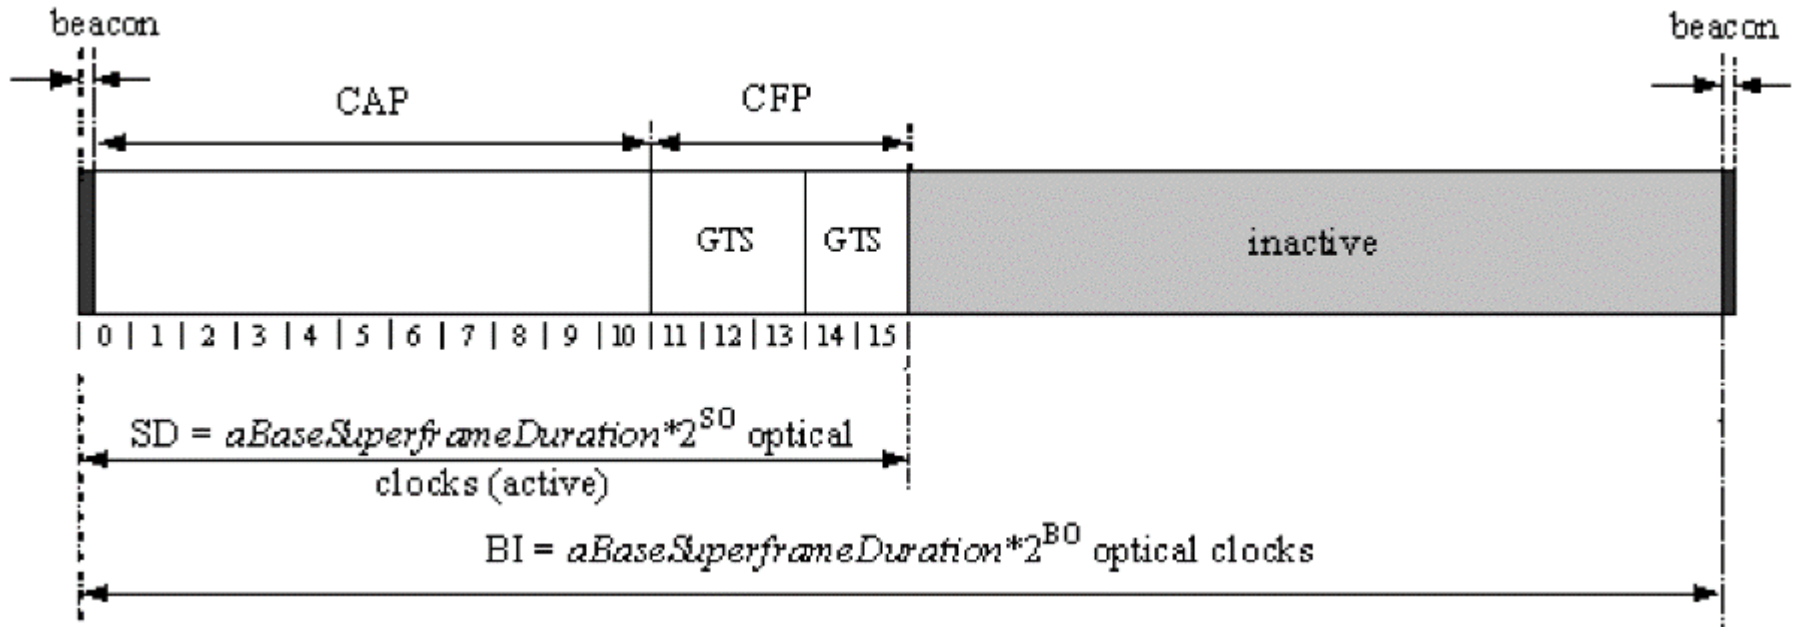 beacon
beacon
CAP
CFP
GTS
GTS
inactive
| 0 | 1 | 2 | 3 | 4 | 5 | 6 | 7 | 8 | 9 | 10 | 11 | 12 | 13 | 14 | 15 |
SD = aBaseSuperframeDuration*2^SO optical
clocks (active)
BI = aBaseSuperframeDuration*2^BO optical clocks